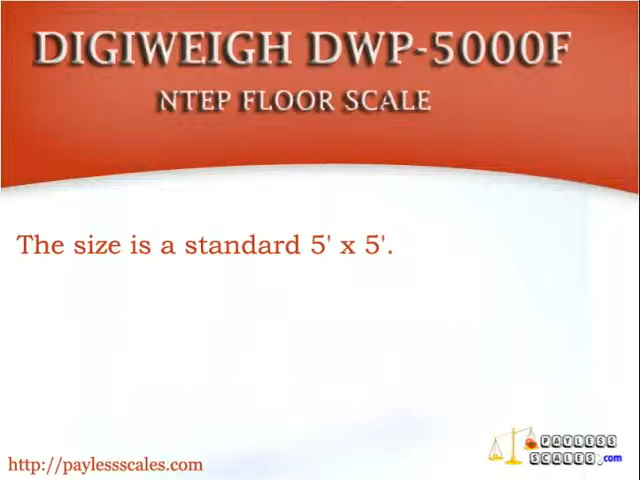 DIGIWEIGH DWP-5000F
NTEP FLOOR SCALE
The size is a standard 5' x 5'.
http://paylessscales.com
PAYLESS
SCALES.com